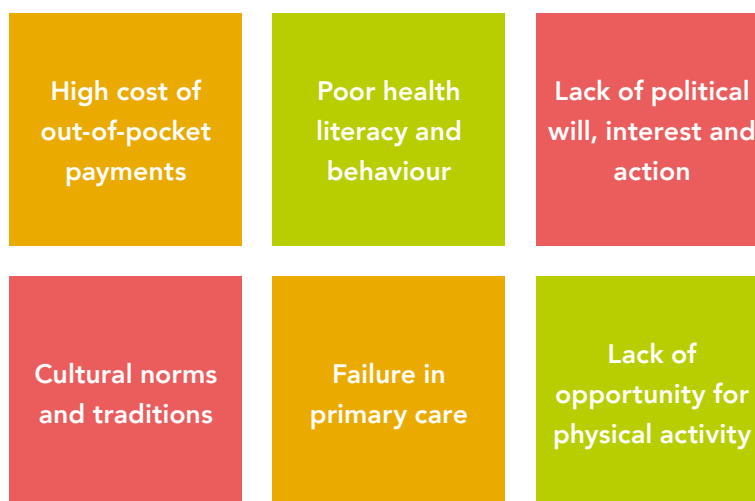 High cost of
out-of-pocket
payments
Poor health
literacy and
behaviour
Lack of political
will, interest and
action
Cultural norms
and traditions
Failure in
primary care
Lack of
opportunity for
physical activity